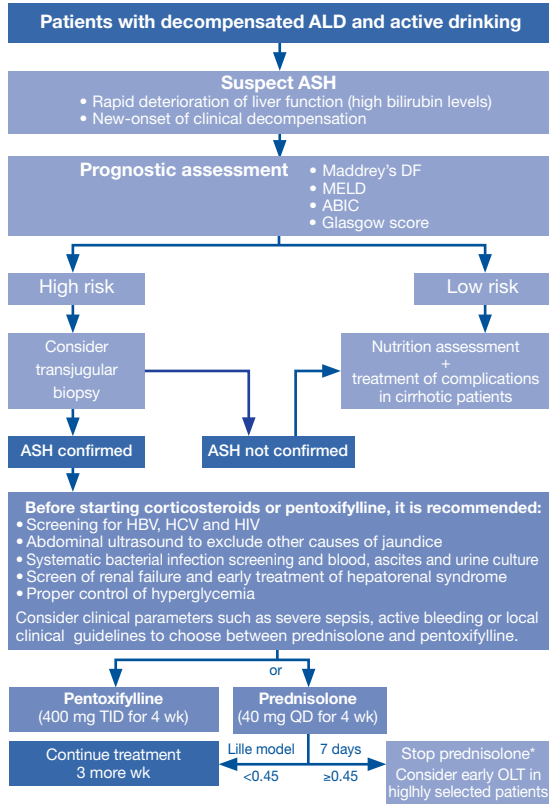 Patients with decompensated ALD and active drinking
Suspect ASH
• Rapid deterioration of liver function (high bilirubin levels)
• New-onset of clinical decompensation
Prognostic assessment
• Maddrey's DF
• MELD
• ABIC
• Glasgow score
High risk
Low risk
Consider
transjugular
biopsy
Nutrition assessment
+
treatment of complications
in cirrhotic patients
ASH confirmed
ASH not confirmed
Before starting corticosteroids or pentoxifylline, it is recommended:
• Screening for HBV, HCV and HIV
• Abdominal ultrasound to exclude other causes of jaundice
• Systematic bacterial infection screening and blood, ascites and urine culture
• Screen of renal failure and early treatment of hepatorenal syndrome
• Proper control of hyperglycemia
Consider clinical parameters such as severe sepsis, active bleeding or local
clinical guidelines to choose between prednisolone and pentoxifylline.
or
Pentoxifylline
(400 mg TID for 4 wk)
Prednisolone
(40 mg QD for 4 wk)
Continue treatment
3 more wk
Lille model
<0.45
7 days
≥0.45
Stop prednisolone*
Consider early OLT in
higlhly selected patients